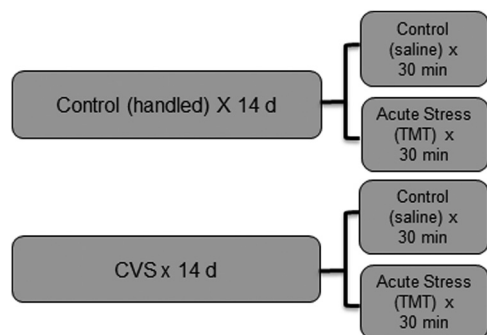 Control (handled) X 14 d
Control
(saline) x
30 min
Acute Stress
(TMT) x
30 min
CVS x 14 d
Control
(saline) x
30 min
Acute Stress
(TMT) x
30 min